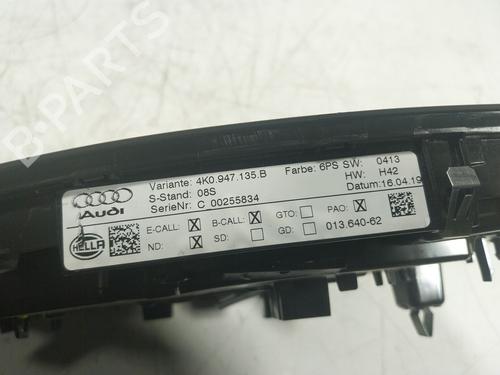 Variante: 4K0.947.135.B Farbe: 6PS SW: 0413
S-Stand: 08S HW: H42
SerieNr: C 00255834 Datum:16.04.19
Audi
HELLA
E-CALL: X B-CALL: X GTO: PAO: X
ND: X SD: GD: 013.640-62
B-PARTS